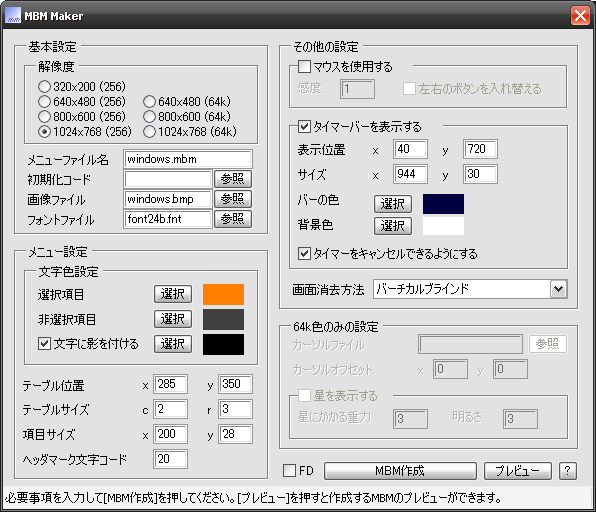 MBM Maker
基本設定
解像度
320x200 (256)
640x480 (256)
640x480 (64k)
800x600 (256)
800x600 (64k)
1024x768 (256)
1024x768 (64k)
メニューファイル名 windows.mbm
初期化コード 参照
画像ファイル windows.bmp 参照
フォントファイル font24b.fnt 参照
メニュー設定
文字色設定
選択項目 選択
非選択項目 選択
文字に影を付ける 選択
テーブル位置 x 285 y 350
テーブルサイズ c 2 r 3
項目サイズ x 200 y 28
ヘッダマーク文字コード 20
その他の設定
マウスを使用する
感度 1 左右のボタンを入れ替える
タイマーバーを表示する
表示位置 x 40 y 720
サイズ x 944 y 30
バーの色 選択
背景色 選択
タイマーをキャンセルできるようにする
画面消去方法 バーチカルブラインド
64k色のみの設定
カーソルファイル 参照
カーソルオフセット x 0 y 0
星を表示する
星にかかる重力 3 明るさ 3
FD MBM作成 プレビュー ?
必要事項を入力して[MBM作成]を押してください。[プレビュー]を押すと作成するMBMのプレビューができます。